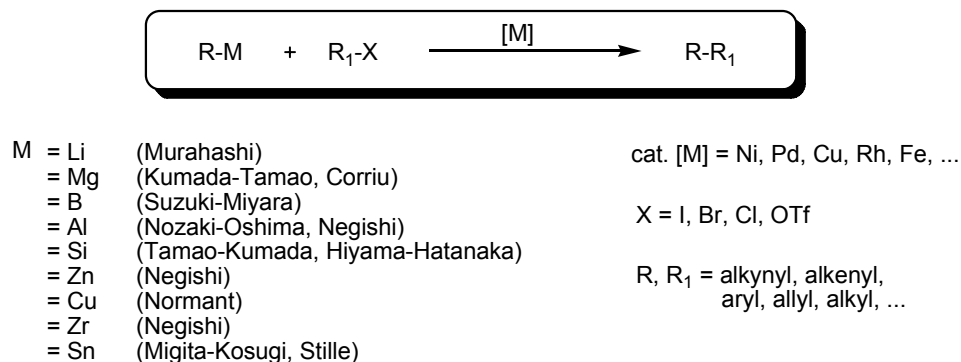 [M]
R-M + R1-X R-R1
M = Li (Murahashi)
= Mg (Kumada-Tamao, Corriu)
= B (Suzuki-Miyara)
= Al (Nozaki-Oshima, Negishi)
= Si (Tamao-Kumada, Hiyama-Hatanaka)
= Zn (Negishi)
= Cu (Normant)
= Zr (Negishi)
= Sn (Migita-Kosugi, Stille)
cat. [M] = Ni, Pd, Cu, Rh, Fe, ...
X = I, Br, Cl, OTf
R, R1 = alkynyl, alkenyl,
aryl, allyl, alkyl, ...